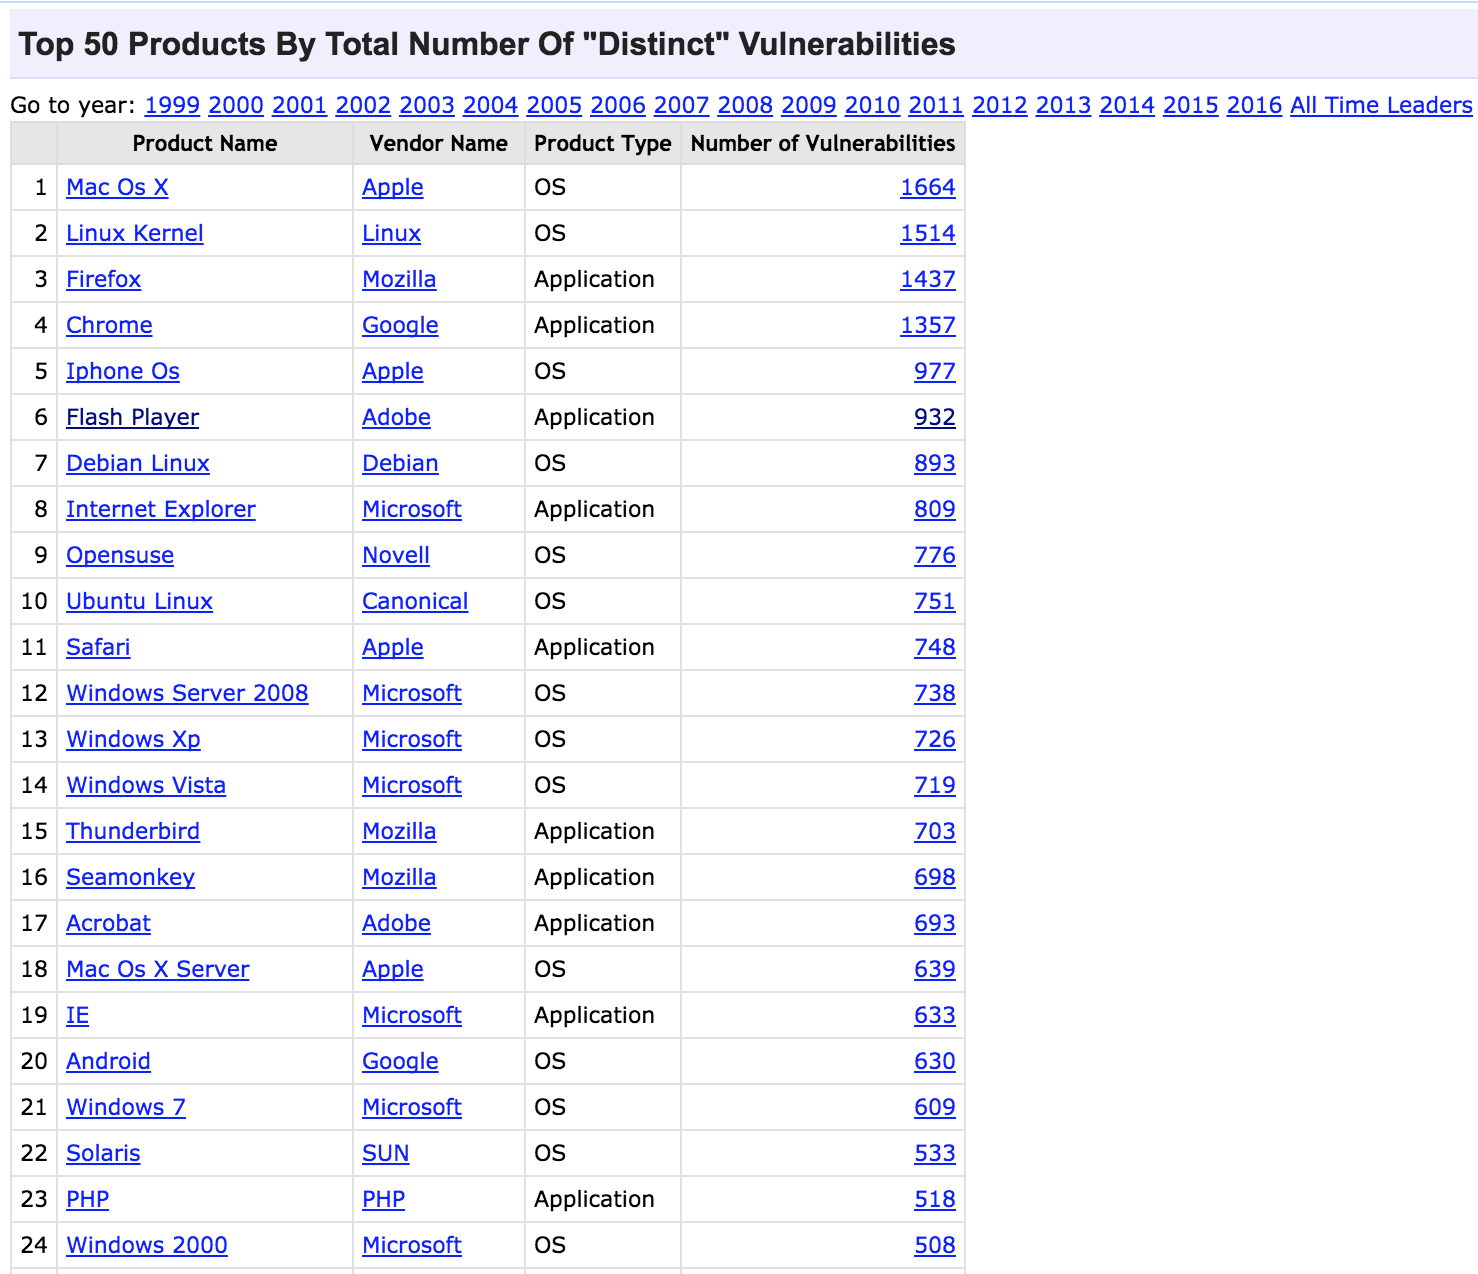 Top 50 Products By Total Number Of "Distinct" Vulnerabilities
Go to year: 1999 2000 2001 2002 2003 2004 2005 2006 2007 2008 2009 2010 2011 2012 2013 2014 2015 2016 All Time Leaders
Product Name Vendor Name Product Type Number of Vulnerabilities
1 Mac Os X Apple OS 1664
2 Linux Kernel Linux OS 1514
3 Firefox Mozilla Application 1437
4 Chrome Google Application 1357
5 Iphone Os Apple OS 977
6 Flash Player Adobe Application 932
7 Debian Linux Debian OS 893
8 Internet Explorer Microsoft Application 809
9 Opensuse Novell OS 776
10 Ubuntu Linux Canonical OS 751
11 Safari Apple Application 748
12 Windows Server 2008 Microsoft OS 738
13 Windows Xp Microsoft OS 726
14 Windows Vista Microsoft OS 719
15 Thunderbird Mozilla Application 703
16 Seamonkey Mozilla Application 698
17 Acrobat Adobe Application 693
18 Mac Os X Server Apple OS 639
19 IE Microsoft Application 633
20 Android Google OS 630
21 Windows 7 Microsoft OS 609
22 Solaris SUN OS 533
23 PHP PHP Application 518
24 Windows 2000 Microsoft OS 508